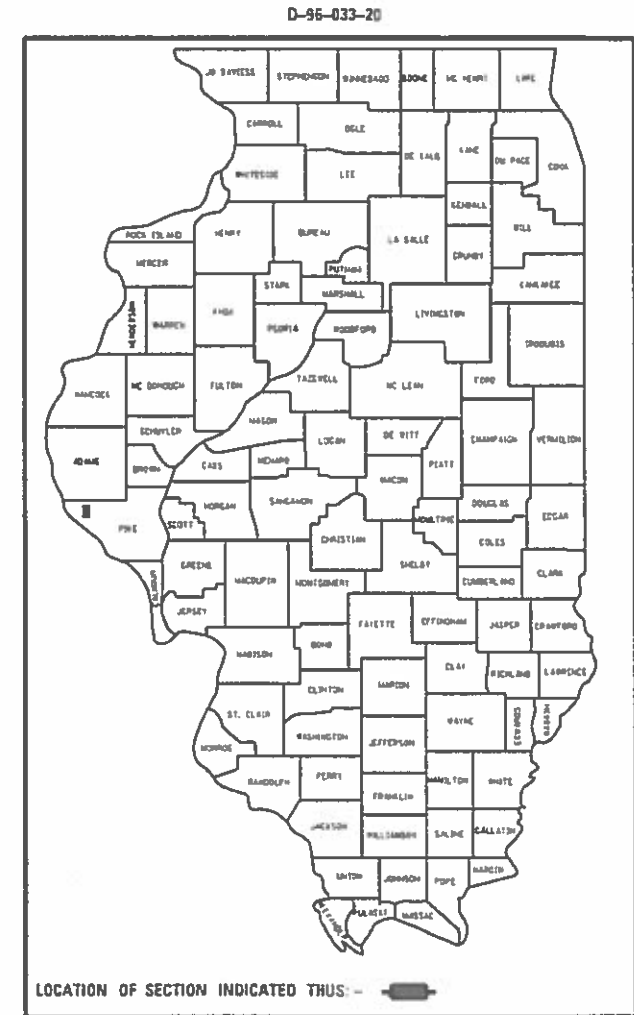 D-96-033-20
JO DAVIESS STEPHENSON WINNEBAGO BOONE MC HENRY LAKE
CARROLL OGLE
DE KALB KANE DU PAGE COOK
WHITESIDE LEE
KENDALL
ROCK ISLAND HENRY BUREAU LA SALLE WILL
MERCER PUTNAM GRUNDY
STARK MARSHALL KANKAKEE
HENDERSON WARREN KNOX PEORIA WOODFORD LIVINGSTON IROQUOIS
HANCOCK MC DONOUGH FULTON TAZEWELL MC LEAN FORD
MASON
SCHUYLER LOGAN DE WITT CHAMPAIGN VERMILION
ADAMS BROWN CASS MENARD PIATT
MACON
MORGAN SANGAMON DOUGLAS EDGAR
PIKE SCOTT MOULTRIE
CHRISTIAN COLES
GREENE SHELBY CLARK
CALHOUN MACOUPIN MONTGOMERY CUMBERLAND
JERSEY FAYETTE EFFINGHAM JASPER CRAWFORD
MADISON BOND
CLAY RICHLAND LAWRENCE
CLINTON MARION
ST. CLAIR WAYNE EDWARDS WABASH
MONROE WASHINGTON JEFFERSON
RANDOLPH PERRY HAMILTON WHITE
FRANKLIN
JACKSON WILLIAMSON SALINE GALLATIN
UNION JOHNSON POPE HARDIN
PULASKI MASSAC
LOCATION OF SECTION INDICATED THUS: -